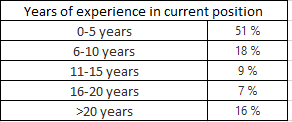 Years of experience in current position
0-5 years 51 %
6-10 years 18 %
11-15 years 9 %
16-20 years 7 %
>20 years 16 %